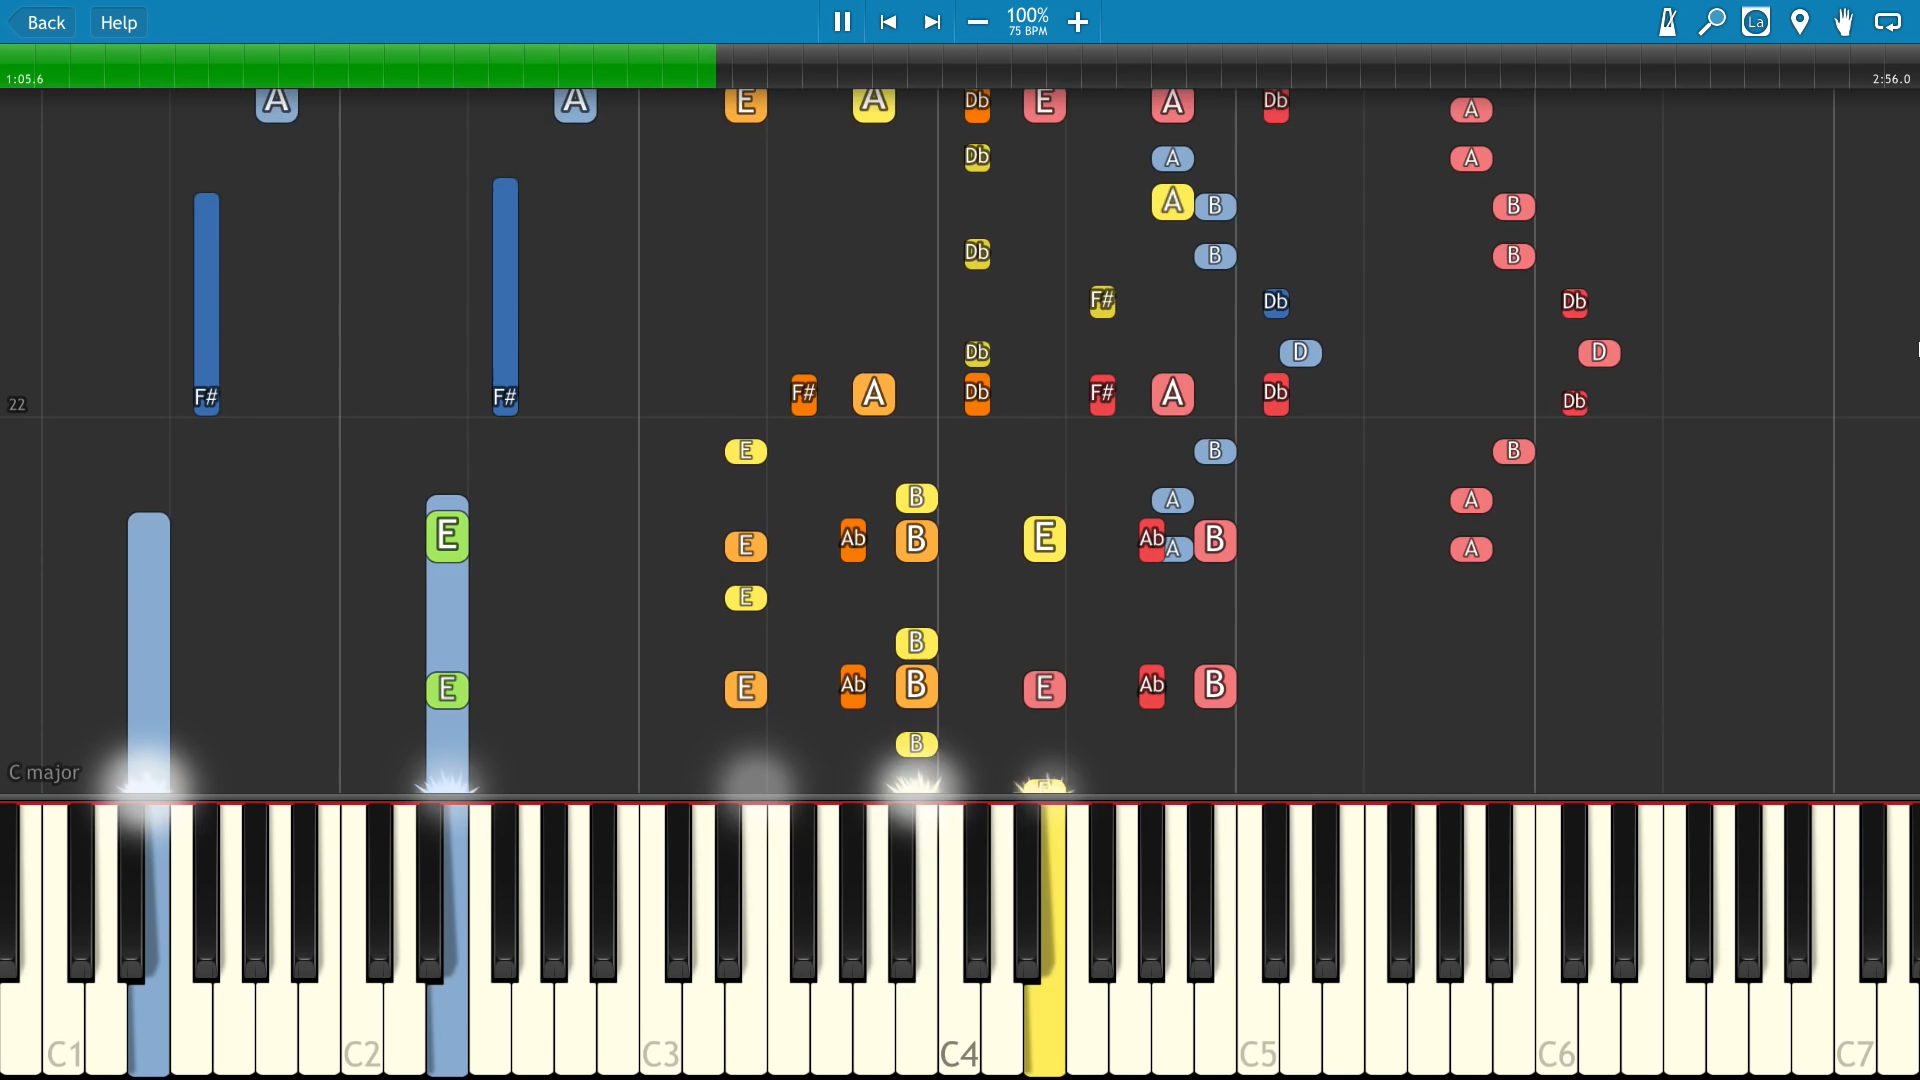 Back Help 100% La
75 BPM
1:05.6 2:56.0
A A E A Db E A Db A
Db A A
A B B
Db B B
F# Db Db
Db D D
F# F# F# A Db F# A Db Db
22
E B B
B A A
E E Ab B E Ab A B A
E
B
E E Ab B E Ab B
B
C major
E
C1 C2 C3 C4 C5 C6 C7